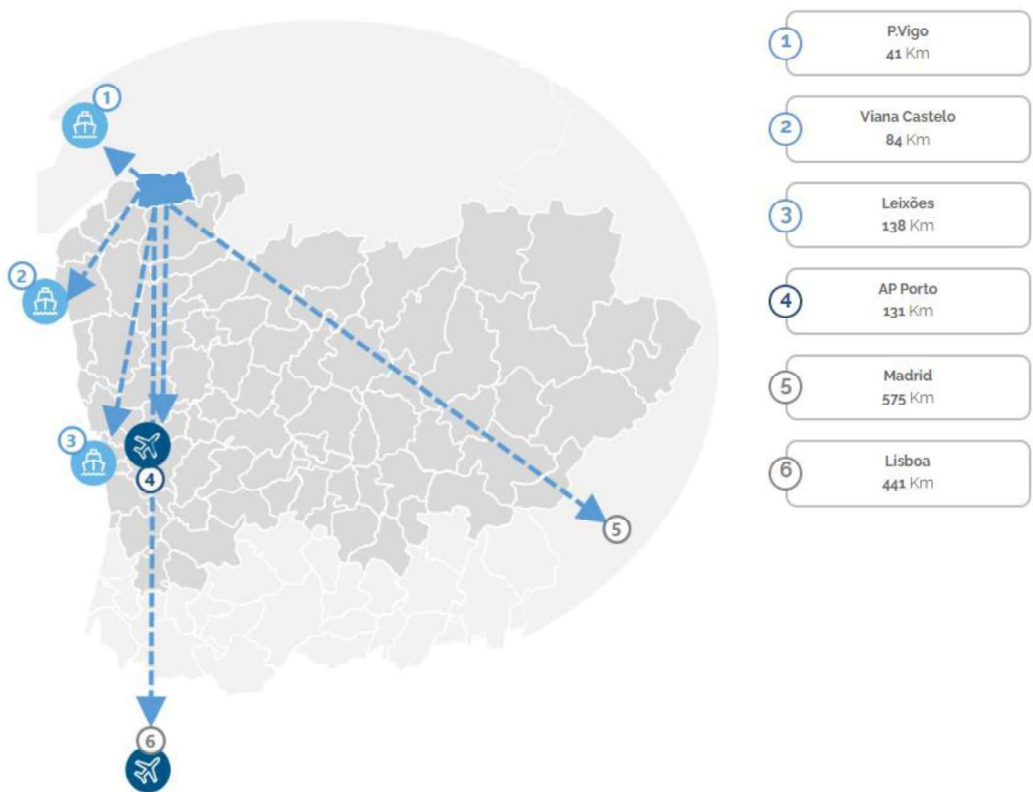 1
P.Vigo
41 Km
2
Viana Castelo
84 Km
3
Leixões
138 Km
4
AP Porto
131 Km
5
Madrid
575 Km
6
Lisboa
441 Km
1
2
3
4
5
6